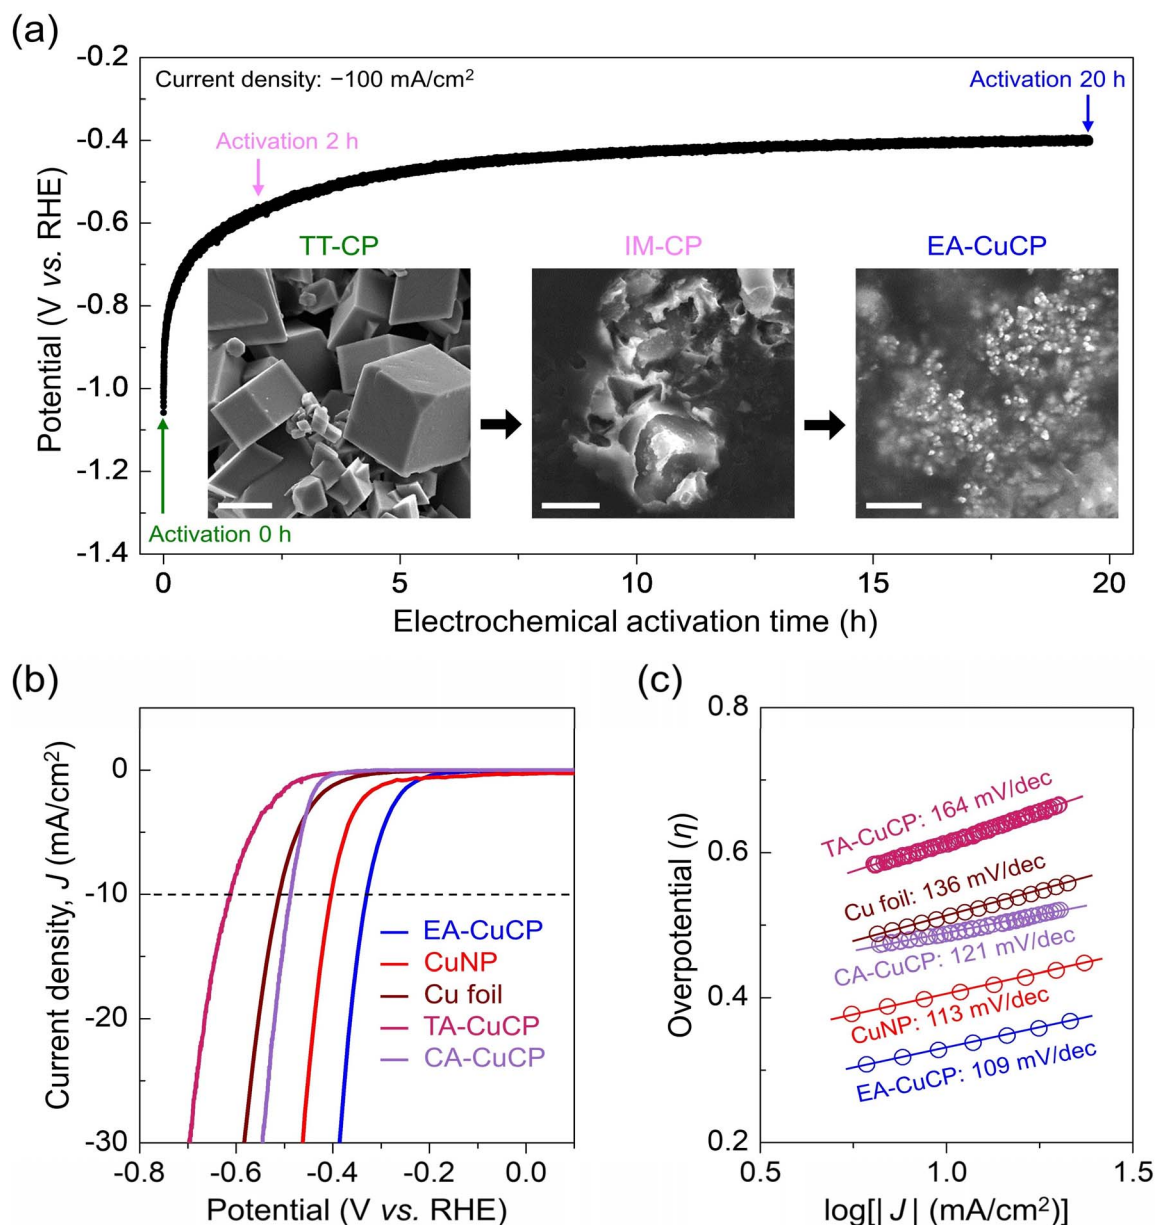 (a)
-0.2
Current density: −100 mA/cm²
Activation 20 h
Activation 2 h
-0.4
-0.6
TT-CP
IM-CP
EA-CuCP
-0.8
-1.0
-1.2
Activation 0 h
-1.4
Potential (V vs. RHE)
0 5 10 15 20
Electrochemical activation time (h)
(b)
0
-10
-20
-30
Current density, J (mA/cm²)
EA-CuCP
CuNP
Cu foil
TA-CuCP
CA-CuCP
-0.8 -0.6 -0.4 -0.2 0.0
Potential (V vs. RHE)
(c)
0.8
0.6
0.4
0.2
Overpotential (η)
TA-CuCP: 164 mV/dec
Cu foil: 136 mV/dec
CA-CuCP: 121 mV/dec
CuNP: 113 mV/dec
EA-CuCP: 109 mV/dec
0.5 1.0 1.5
log[| J | (mA/cm²)]